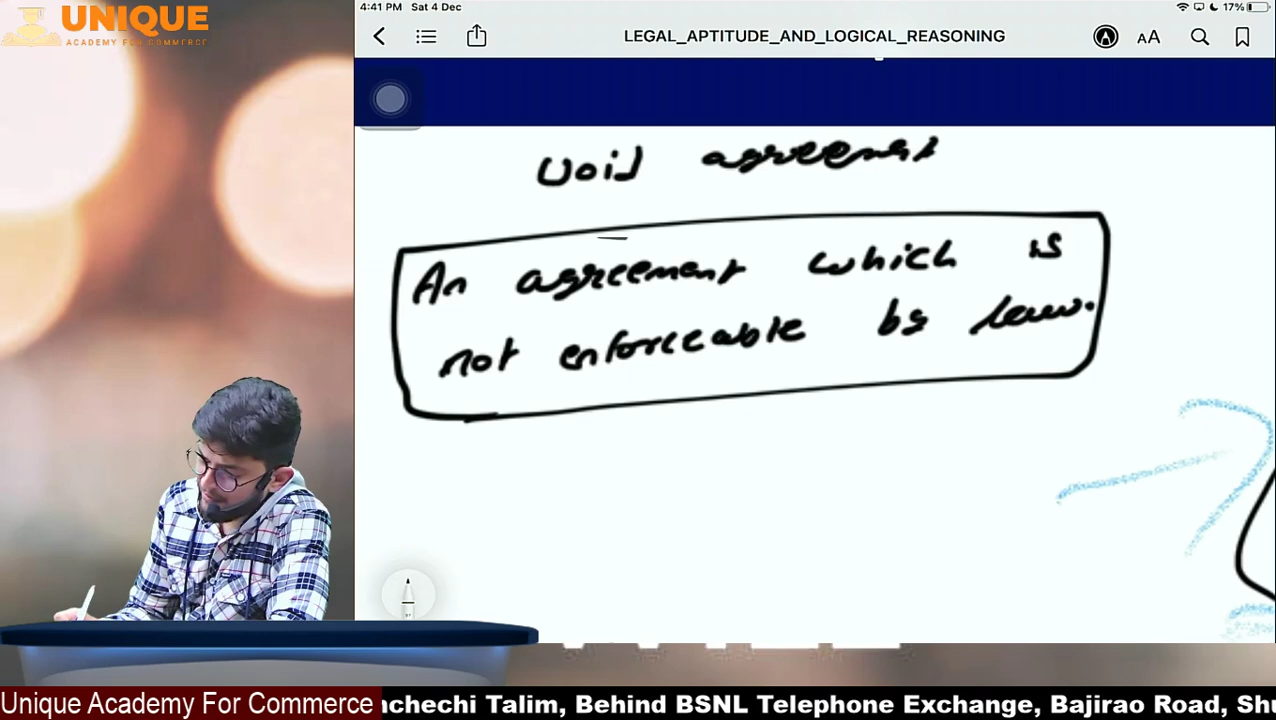 UNIQUE
ACADEMY FOR COMMERCE
4:41 PM Sat 4 Dec
17%
LEGAL_APTITUDE_AND_LOGICAL_REASONING
AA
void agreement
An agreement which is
not enforceable by law.
Unique Academy For Commerce
nchechi Talim, Behind BSNL Telephone Exchange, Bajirao Road, Shu